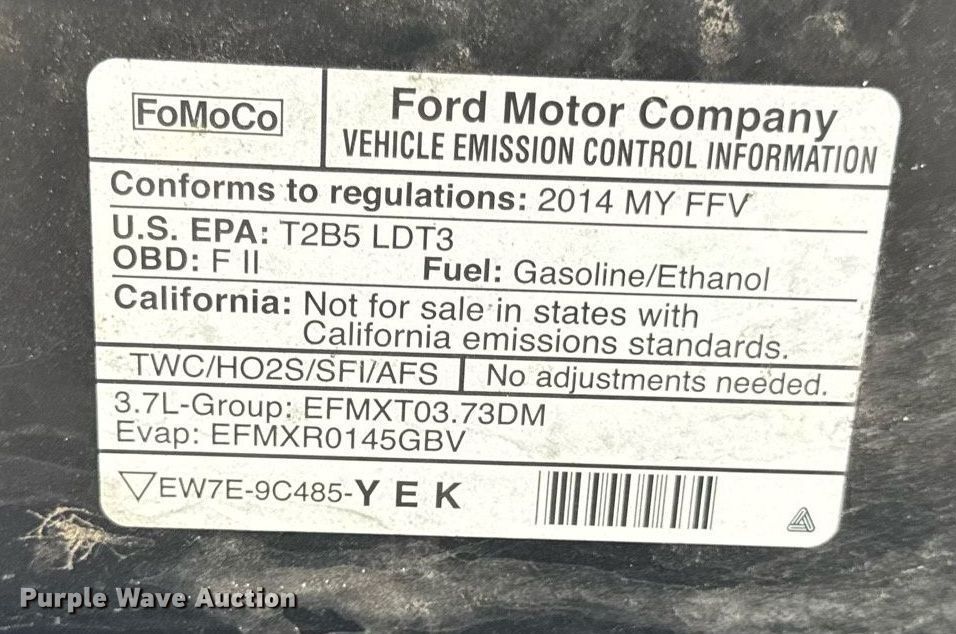 FoMoCo
Ford Motor Company
VEHICLE EMISSION CONTROL INFORMATION
Conforms to regulations: 2014 MY FFV
U.S. EPA: T2B5 LDT3
OBD: F II Fuel: Gasoline/Ethanol
California: Not for sale in states with
California emissions standards.
TWC/HO2S/SFI/AFS No adjustments needed.
3.7L-Group: EFMXT03.73DM
Evap: EFMXR0145GBV
EW7E-9C485-Y E K
Purple Wave Auction